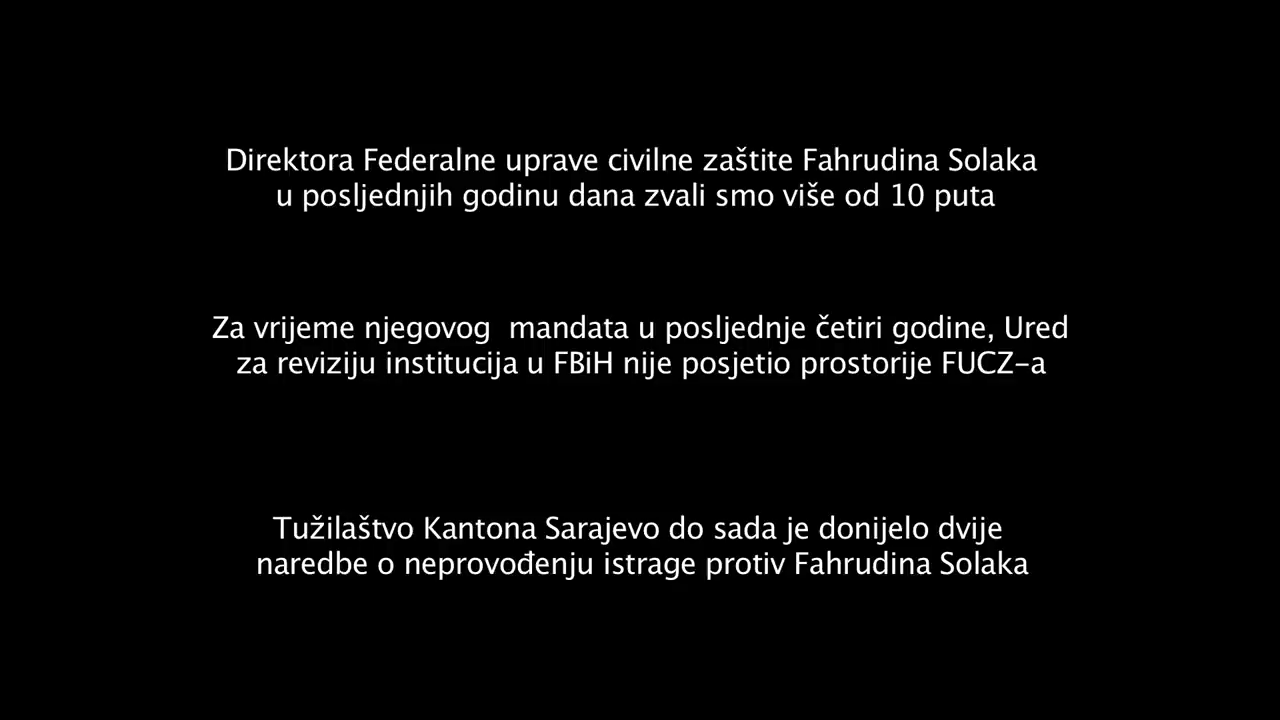 Direktora Federalne uprave civilne zaštite Fahrudina Solaka
u posljednjih godinu dana zvali smo više od 10 puta
Za vrijeme njegovog  mandata u posljednje četiri godine, Ured
za reviziju institucija u FBiH nije posjetio prostorije FUCZ-a
Tužilaštvo Kantona Sarajevo do sada je donijelo dvije
naredbe o neprovođenju istrage protiv Fahrudina Solaka